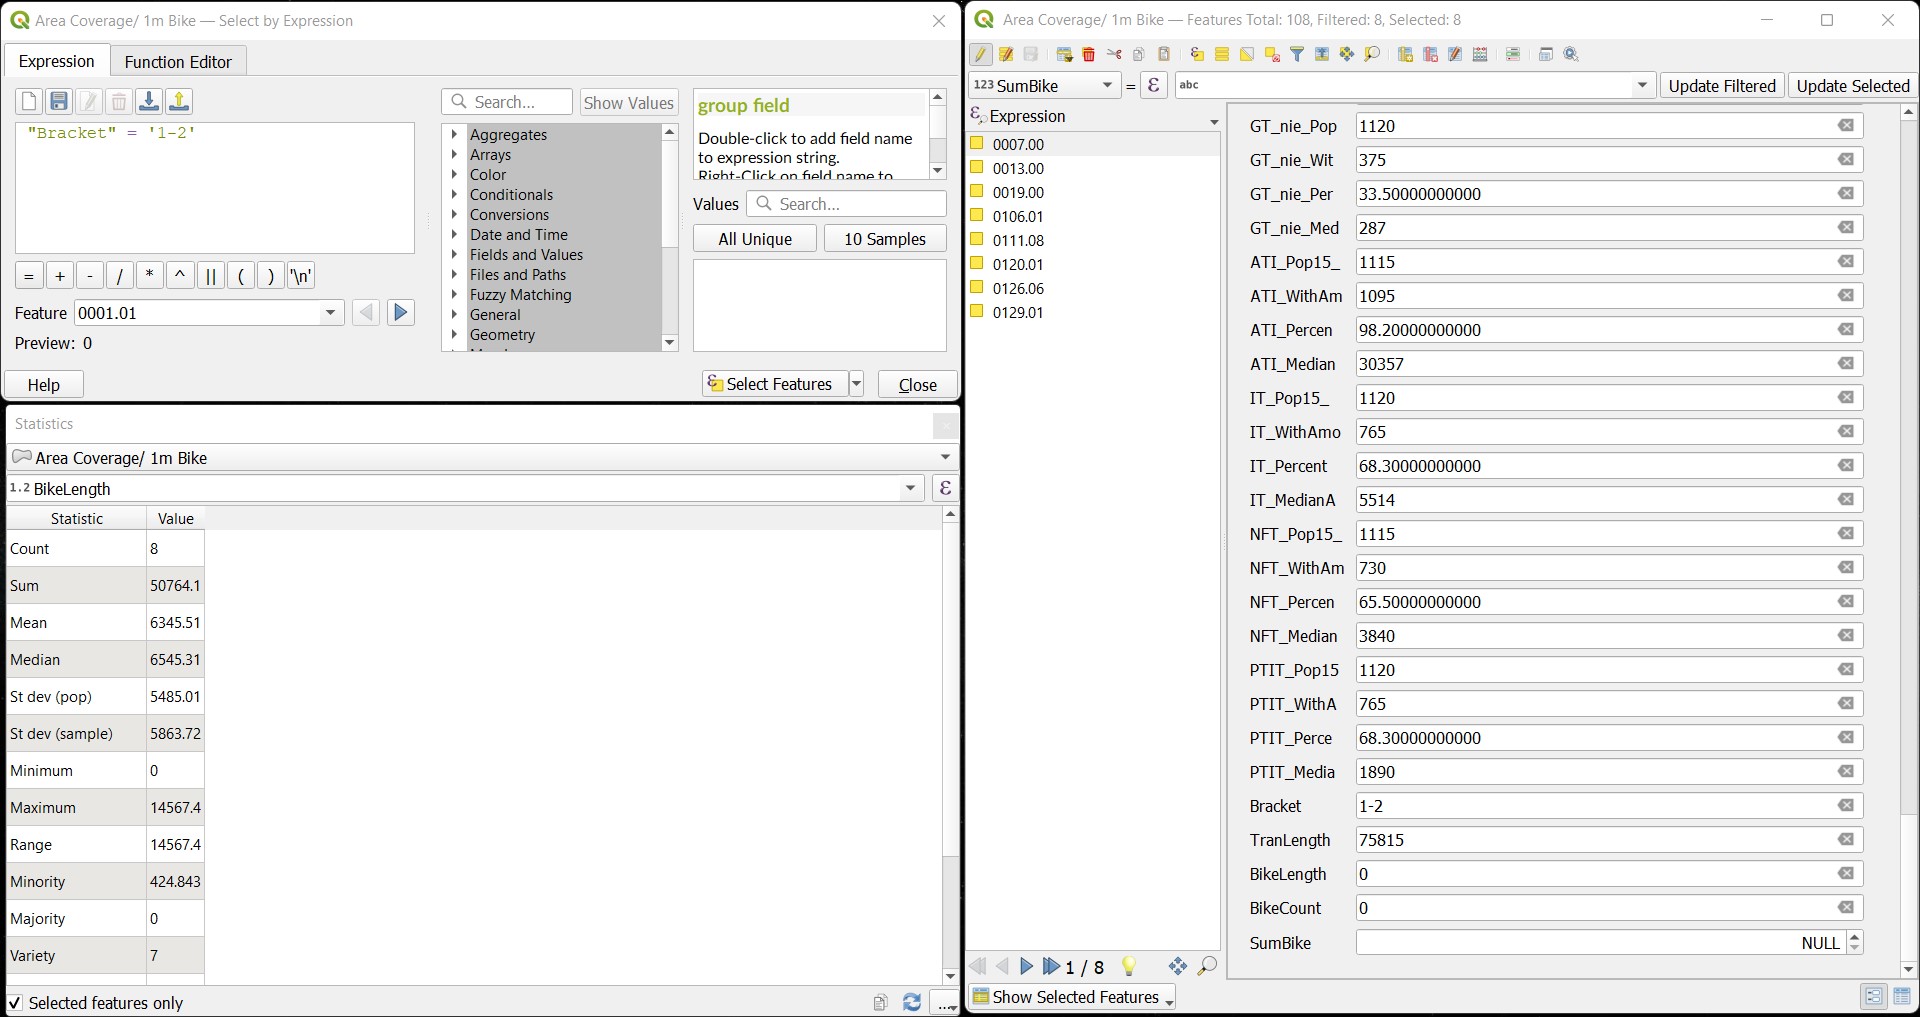 Area Coverage/ 1m Bike — Select by Expression
Expression
Function Editor
"Bracket" = '1-2'
= + - / * ^ || ( ) '\n'
Feature 0001.01
Preview: 0
Search...
Show Values
Aggregates
Arrays
Color
Conditionals
Conversions
Date and Time
Fields and Values
Files and Paths
Fuzzy Matching
General
Geometry
group field
Double-click to add field name
to expression string.
Right-Click on field name to
Values Search...
All Unique
10 Samples
Help
Select Features
Close
Statistics
Area Coverage/ 1m Bike
1.2 BikeLength
ε
Statistic Value
Count 8
Sum 50764.1
Mean 6345.51
Median 6545.31
St dev (pop) 5485.01
St dev (sample) 5863.72
Minimum 0
Maximum 14567.4
Range 14567.4
Minority 424.843
Majority 0
Variety 7
Selected features only
...
Area Coverage/ 1m Bike — Features Total: 108, Filtered: 8, Selected: 8
123 SumBike = ε abc Update Filtered Update Selected
Expression
0007.00
0013.00
0019.00
0106.01
0111.08
0120.01
0126.06
0129.01
GT_nie_Pop 1120
GT_nie_Wit 375
GT_nie_Per 33.50000000000
GT_nie_Med 287
ATI_Pop15_ 1115
ATI_WithAm 1095
ATI_Percen 98.20000000000
ATI_Median 30357
IT_Pop15_ 1120
IT_WithAmo 765
IT_Percent 68.30000000000
IT_MedianA 5514
NFT_Pop15_ 1115
NFT_WithAm 730
NFT_Percen 65.50000000000
NFT_Median 3840
PTIT_Pop15 1120
PTIT_WithA 765
PTIT_Perce 68.30000000000
PTIT_Media 1890
Bracket 1-2
TranLength 75815
BikeLength 0
BikeCount 0
SumBike NULL
1 / 8
Show Selected Features